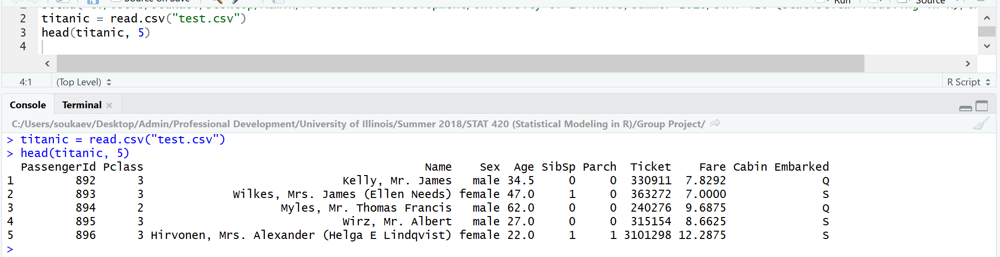 Source on Save
Run
Source
2 titanic = read.csv("test.csv")
3 head(titanic, 5)
4
4:1 (Top Level) R Script
Console Terminal
C:/Users/soukaev/Desktop/Admin/Professional Development/University of Illinois/Summer 2018/STAT 420 (Statistical Modeling in R)/Group Project/
> titanic = read.csv("test.csv")
> head(titanic, 5)
PassengerId Pclass Name Sex Age SibSp Parch Ticket Fare Cabin Embarked
1 892 3 Kelly, Mr. James male 34.5 0 0 330911 7.8292 Q
2 893 3 Wilkes, Mrs. James (Ellen Needs) female 47.0 1 0 363272 7.0000 S
3 894 2 Myles, Mr. Thomas Francis male 62.0 0 0 240276 9.6875 Q
4 895 3 Wirz, Mr. Albert male 27.0 0 0 315154 8.6625 S
5 896 3 Hirvonen, Mrs. Alexander (Helga E Lindqvist) female 22.0 1 1 3101298 12.2875 S
>